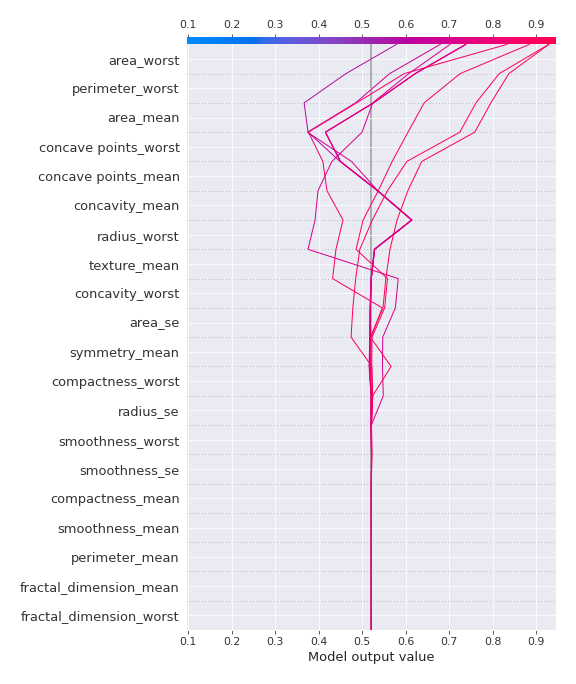 0.1 0.2 0.3 0.4 0.5 0.6 0.7 0.8 0.9
area_worst
perimeter_worst
area_mean
concave points_worst
concave points_mean
concavity_mean
radius_worst
texture_mean
concavity_worst
area_se
symmetry_mean
compactness_worst
radius_se
smoothness_worst
smoothness_se
compactness_mean
smoothness_mean
perimeter_mean
fractal_dimension_mean
fractal_dimension_worst
0.1 0.2 0.3 0.4 0.5 0.6 0.7 0.8 0.9
Model output value